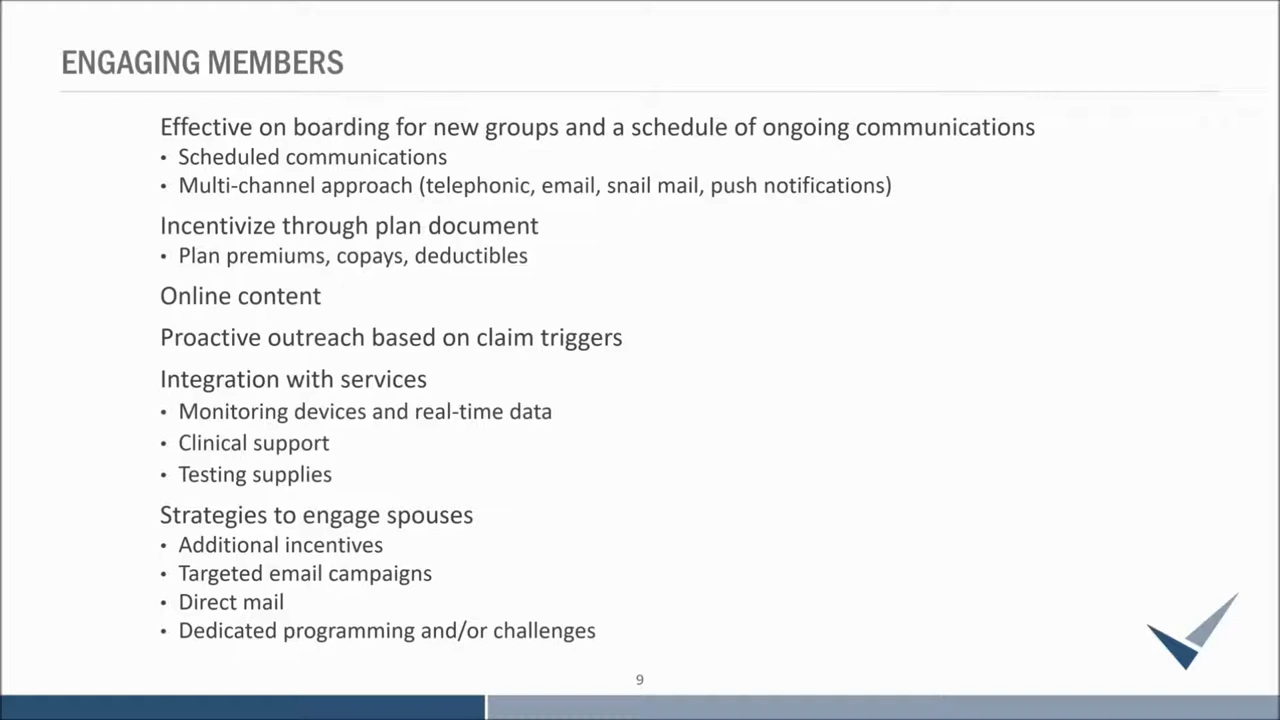 ENGAGING MEMBERS
Effective on boarding for new groups and a schedule of ongoing communications
• Scheduled communications
• Multi-channel approach (telephonic, email, snail mail, push notifications)
Incentivize through plan document
• Plan premiums, copays, deductibles
Online content
Proactive outreach based on claim triggers
Integration with services
• Monitoring devices and real-time data
• Clinical support
• Testing supplies
Strategies to engage spouses
• Additional incentives
• Targeted email campaigns
• Direct mail
• Dedicated programming and/or challenges
9